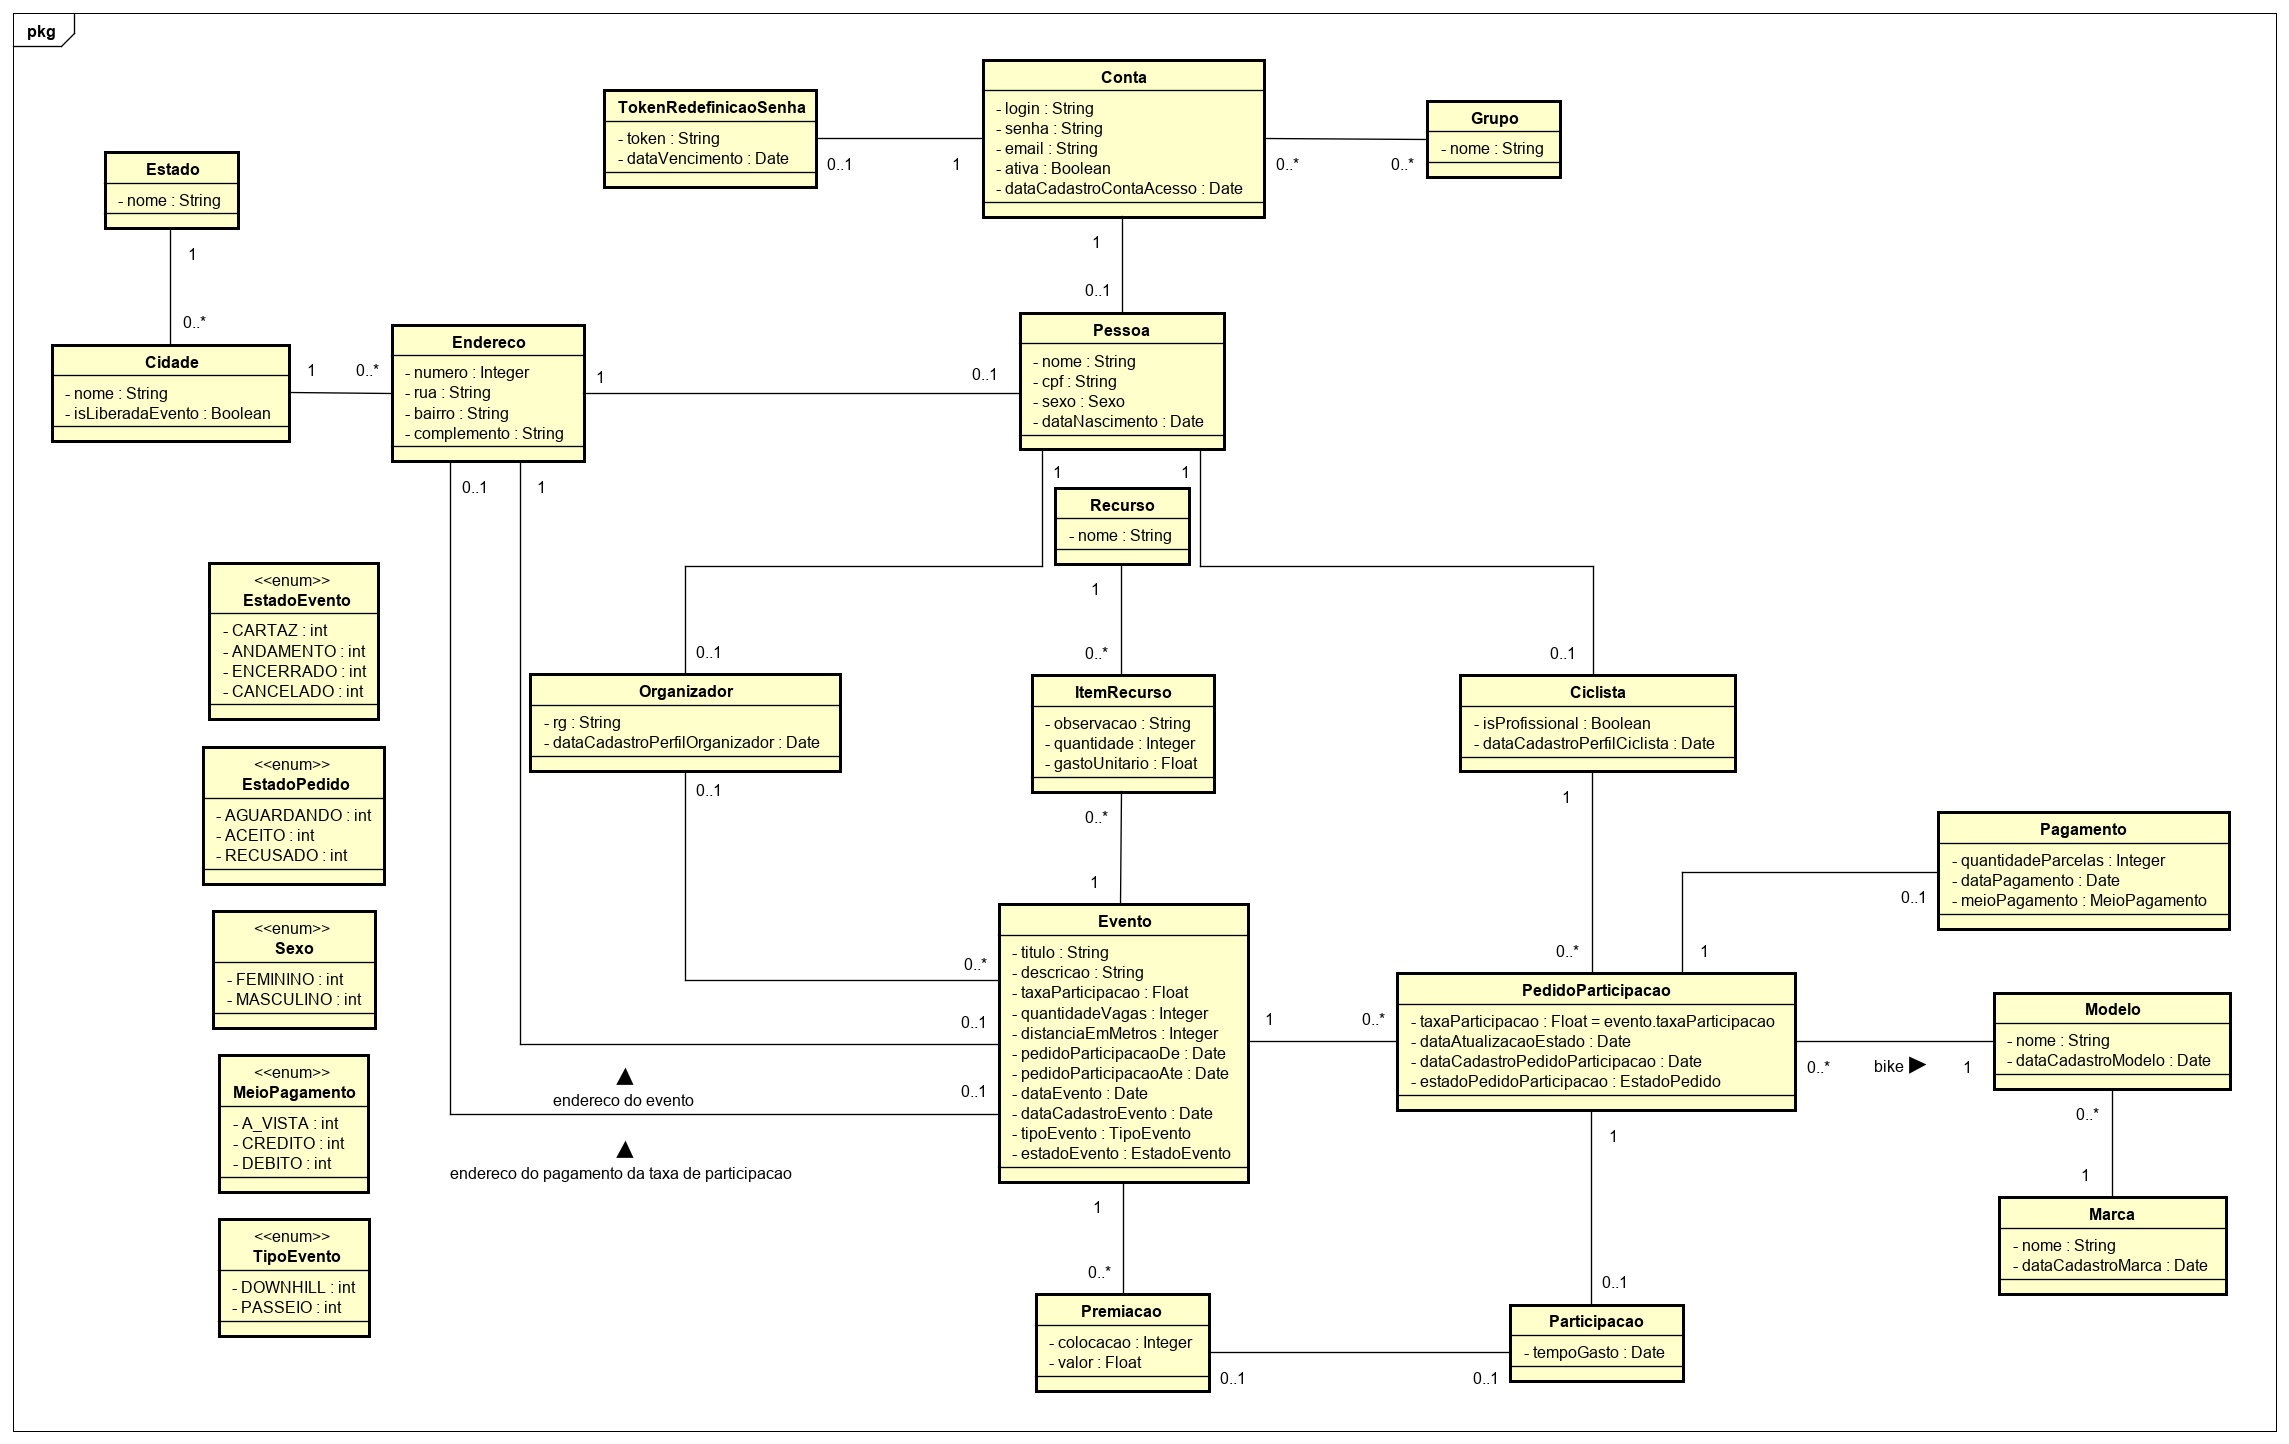 pkg
Conta
- login : String
- senha : String
- email : String
- ativa : Boolean
- dataCadastroContaAcesso : Date
TokenRedefinicaoSenha
- token : String
- dataVencimento : Date
0..1
1
0..*
0..*
Grupo
- nome : String
Estado
- nome : String
1
0..*
1
0..1
Cidade
- nome : String
- isLiberadaEvento : Boolean
1
0..*
Endereco
- numero : Integer
- rua : String
- bairro : String
- complemento : String
1
0..1
Pessoa
- nome : String
- cpf : String
- sexo : Sexo
- dataNascimento : Date
0..1
1
1
1
Recurso
- nome : String
1
0..*
<<enum>>
EstadoEvento
- CARTAZ : int
- ANDAMENTO : int
- ENCERRADO : int
- CANCELADO : int
0..1
Organizador
- rg : String
- dataCadastroPerfilOrganizador : Date
0..1
ItemRecurso
- observacao : String
- quantidade : Integer
- gastoUnitario : Float
0..*
1
0..1
Ciclista
- isProfissional : Boolean
- dataCadastroPerfilCiclista : Date
1
0..*
<<enum>>
EstadoPedido
- AGUARDANDO : int
- ACEITO : int
- RECUSADO : int
Pagamento
- quantidadeParcelas : Integer
- dataPagamento : Date
- meioPagamento : MeioPagamento
0..1
1
<<enum>>
Sexo
- FEMININO : int
- MASCULINO : int
0..*
0..1
0..1
Evento
- titulo : String
- descricao : String
- taxaParticipacao : Float
- quantidadeVagas : Integer
- distanciaEmMetros : Integer
- pedidoParticipacaoDe : Date
- pedidoParticipacaoAte : Date
- dataEvento : Date
- dataCadastroEvento : Date
- tipoEvento : TipoEvento
- estadoEvento : EstadoEvento
1
0..*
PedidoParticipacao
- taxaParticipacao : Float = evento.taxaParticipacao
- dataAtualizacaoEstado : Date
- dataCadastroPedidoParticipacao : Date
- estadoPedidoParticipacao : EstadoPedido
0..*
bike ▶
1
Modelo
- nome : String
- dataCadastroModelo : Date
0..*
1
Marca
- nome : String
- dataCadastroMarca : Date
<<enum>>
MeioPagamento
- A_VISTA : int
- CREDITO : int
- DEBITO : int
▲
endereco do evento
▲
endereco do pagamento da taxa de participacao
<<enum>>
TipoEvento
- DOWNHILL : int
- PASSEIO : int
1
0..*
Premiacao
- colocacao : Integer
- valor : Float
0..1
0..1
1
0..1
Participacao
- tempoGasto : Date